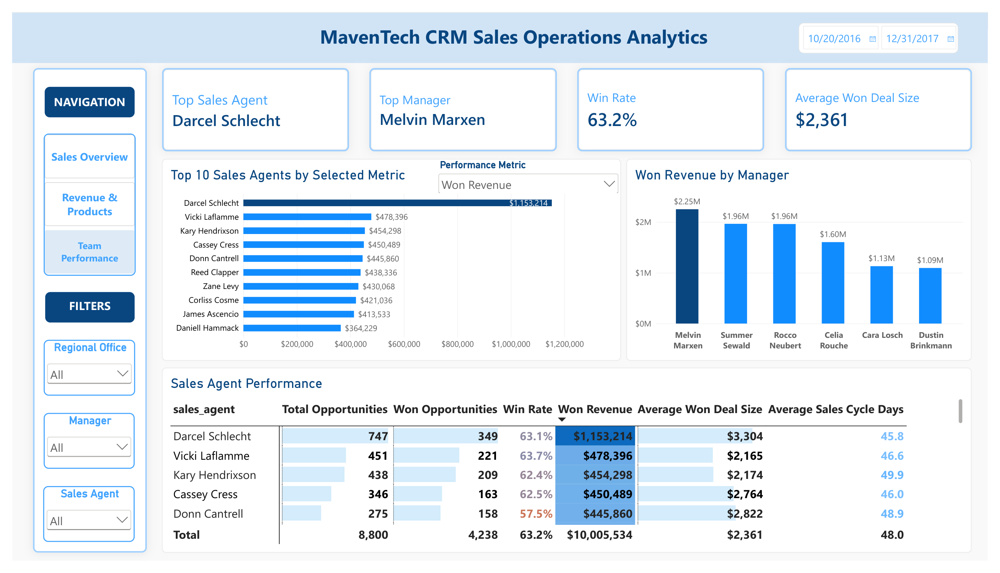 MavenTech CRM Sales Operations Analytics
10/20/2016
12/31/2017
NAVIGATION
Sales Overview
Revenue &
Products
Team
Performance
FILTERS
Regional Office
All
Manager
All
Sales Agent
All
Top Sales Agent
Darcel Schlecht
Top Manager
Melvin Marxen
Win Rate
63.2%
Average Won Deal Size
$2,361
Top 10 Sales Agents by Selected Metric
Performance Metric
Won Revenue
Darcel Schlecht $1,153,214
Vicki Laflamme $478,396
Kary Hendrixson $454,298
Cassey Cress $450,489
Donn Cantrell $445,860
Reed Clapper $438,336
Zane Levy $430,068
Corliss Cosme $421,036
James Ascencio $413,533
Daniell Hammack $364,229
$0 $200,000 $400,000 $600,000 $800,000 $1,000,000 $1,200,000
Won Revenue by Manager
$2.25M
$1.96M $1.96M
$2M
$1.60M
$1.13M $1.09M
$1M
$0M
Melvin Summer Rocco Celia Cara Losch Dustin
Marxen Sewald Neubert Rouche Brinkmann
Sales Agent Performance
sales_agent Total Opportunities Won Opportunities Win Rate Won Revenue Average Won Deal Size Average Sales Cycle Days
Darcel Schlecht 747 349 63.1% $1,153,214 $3,304 45.8
Vicki Laflamme 451 221 63.7% $478,396 $2,165 46.6
Kary Hendrixson 438 209 62.4% $454,298 $2,174 49.9
Cassey Cress 346 163 62.5% $450,489 $2,764 46.0
Donn Cantrell 275 158 57.5% $445,860 $2,822 48.9
Total 8,800 4,238 63.2% $10,005,534 $2,361 48.0